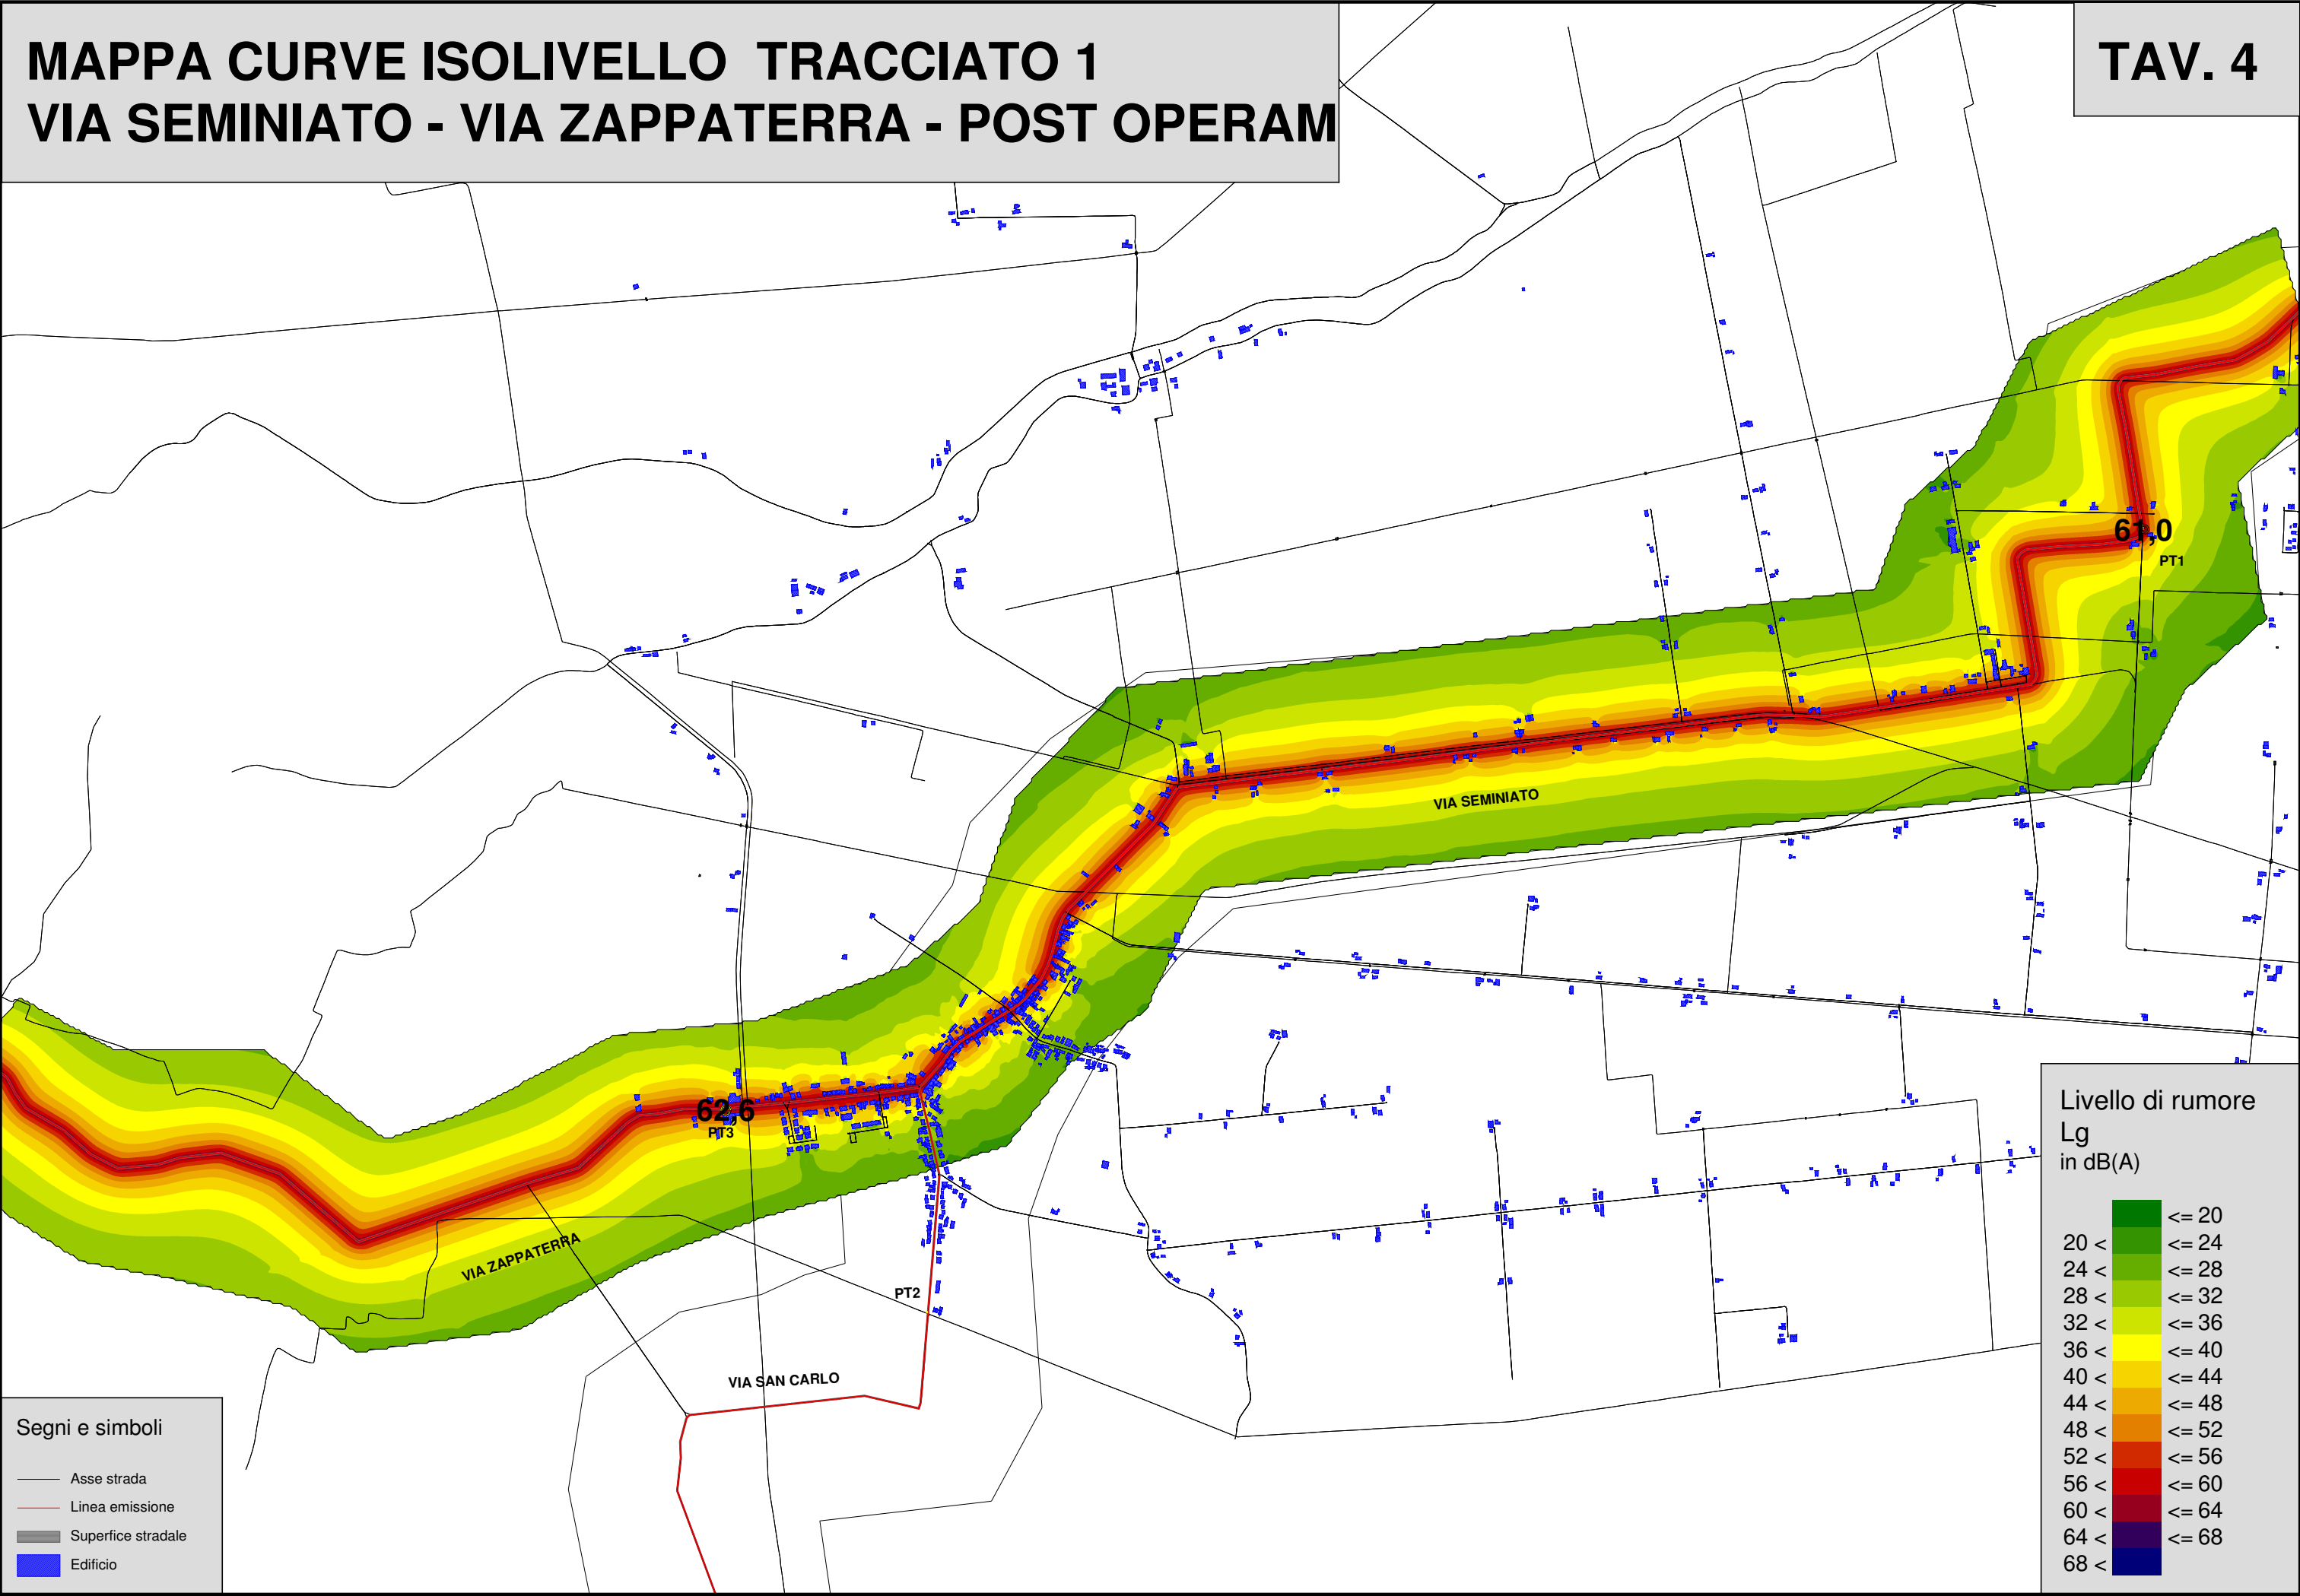 MAPPA CURVE ISOLIVELLO TRACCIATO 1
VIA SEMINIATO - VIA ZAPPATERRA - POST OPERAM
TAV. 4
61,0
PT1
VIA SEMINIATO
62,6
PT3
VIA ZAPPATERRA
PT2
VIA SAN CARLO
Segni e simboli
Asse strada
Linea emissione
Superfice stradale
Edificio
Livello di rumore
Lg
in dB(A)
<= 20
20 < <= 24
24 < <= 28
28 < <= 32
32 < <= 36
36 < <= 40
40 < <= 44
44 < <= 48
48 < <= 52
52 < <= 56
56 < <= 60
60 < <= 64
64 < <= 68
68 <